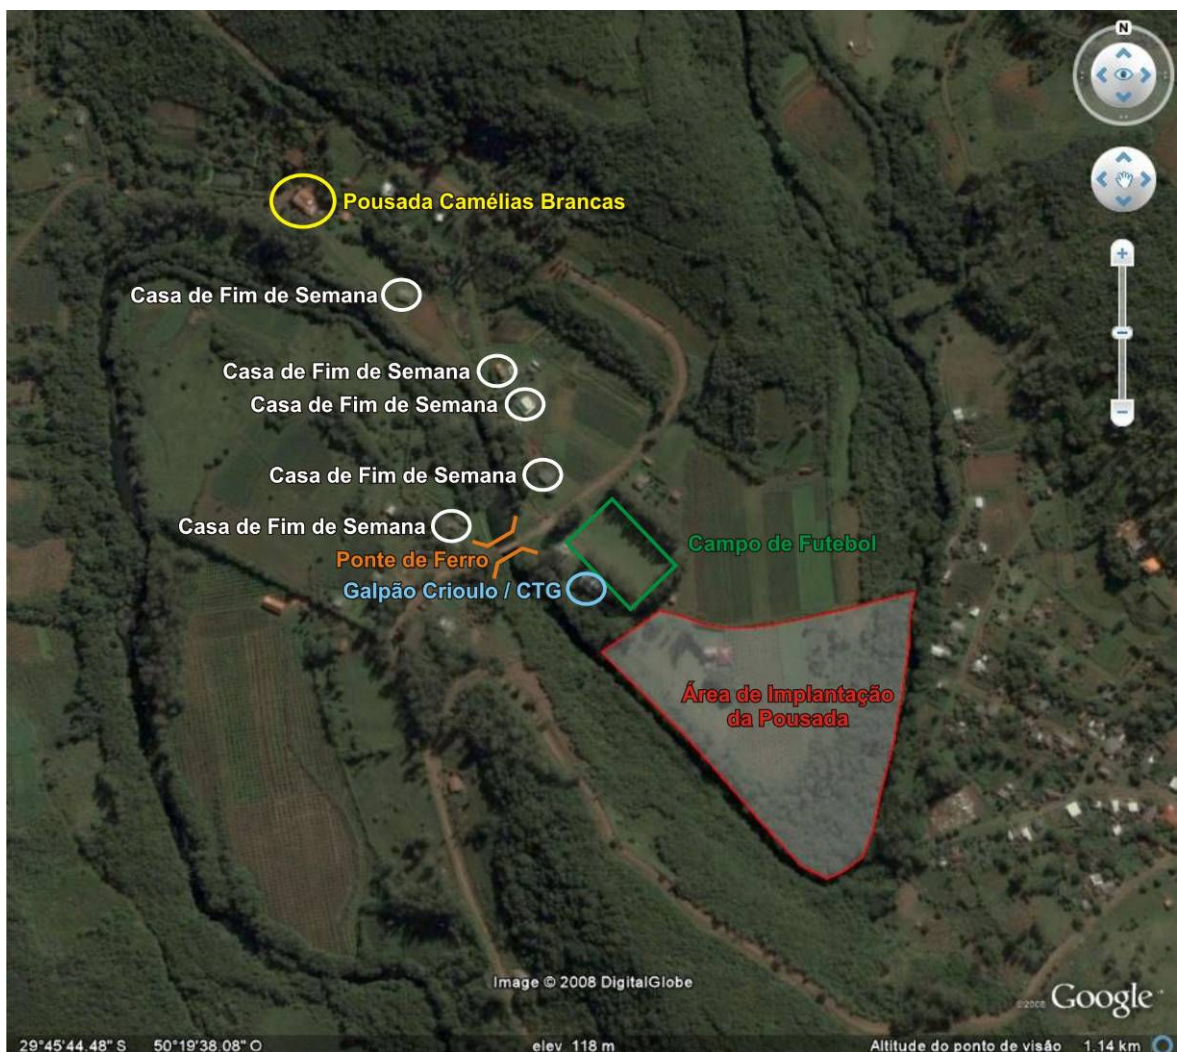 N
Pousada Camélias Brancas
Casa de Fim de Semana
Casa de Fim de Semana
Casa de Fim de Semana
Casa de Fim de Semana
Casa de Fim de Semana
Ponte de Ferro
Campo de Futebol
Galpão Crioulo / CTG
Área de Implantação
da Pousada
Image © 2008 DigitalGlobe
©2008 Google
29°45'44.48" S 50°19'38.08" O elev 118 m Altitude do ponto de visão 1.14 km